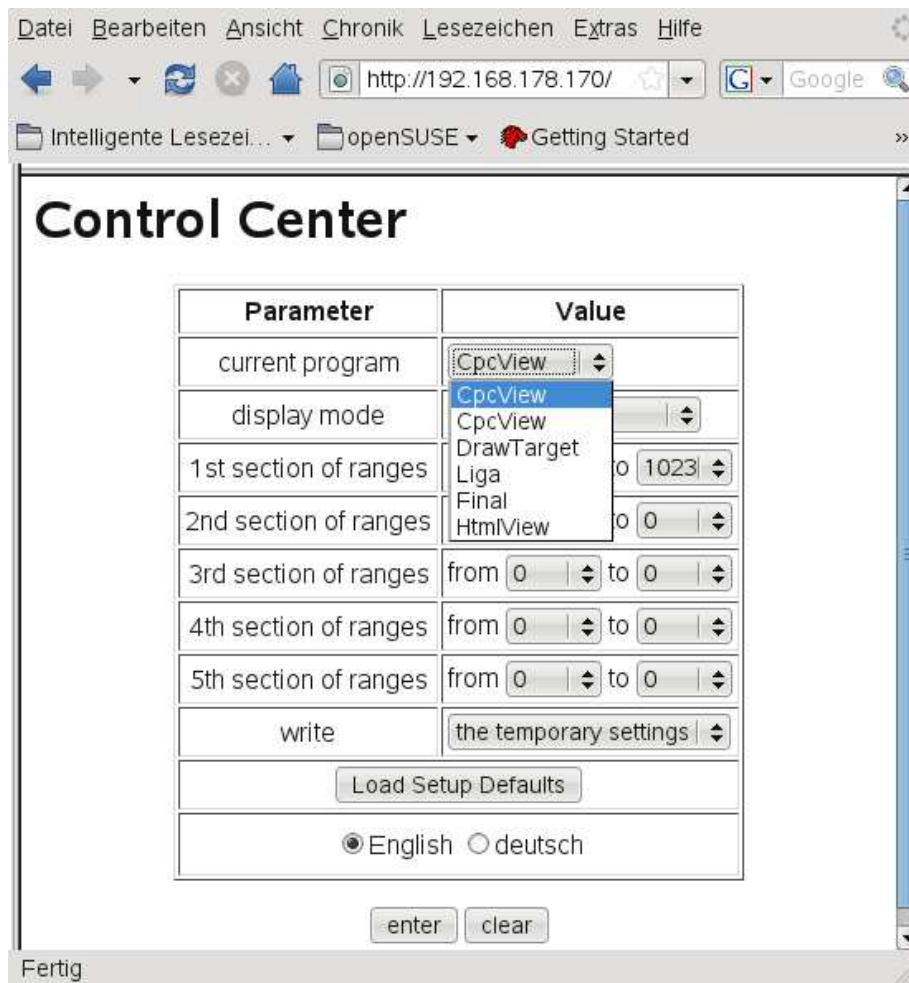 Datei Bearbeiten Ansicht Chronik Lesezeichen Extras Hilfe
http://192.168.178.170/ G Google
Intelligente Lesezei... openSUSE Getting Started »
Control Center
Parameter Value
current program CpcView
CpcView
display mode
CpcView
DrawTarget
1st section of ranges to 1023
Liga
Final
2nd section of ranges to 0
HtmlView
3rd section of ranges from 0 to 0
4th section of ranges from 0 to 0
5th section of ranges from 0 to 0
write the temporary settings
Load Setup Defaults
English deutsch
enter clear
Fertig